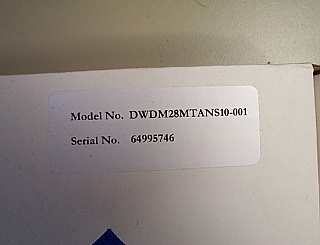 Model No. DWDM28MTANS10-001
Serial No. 64995746